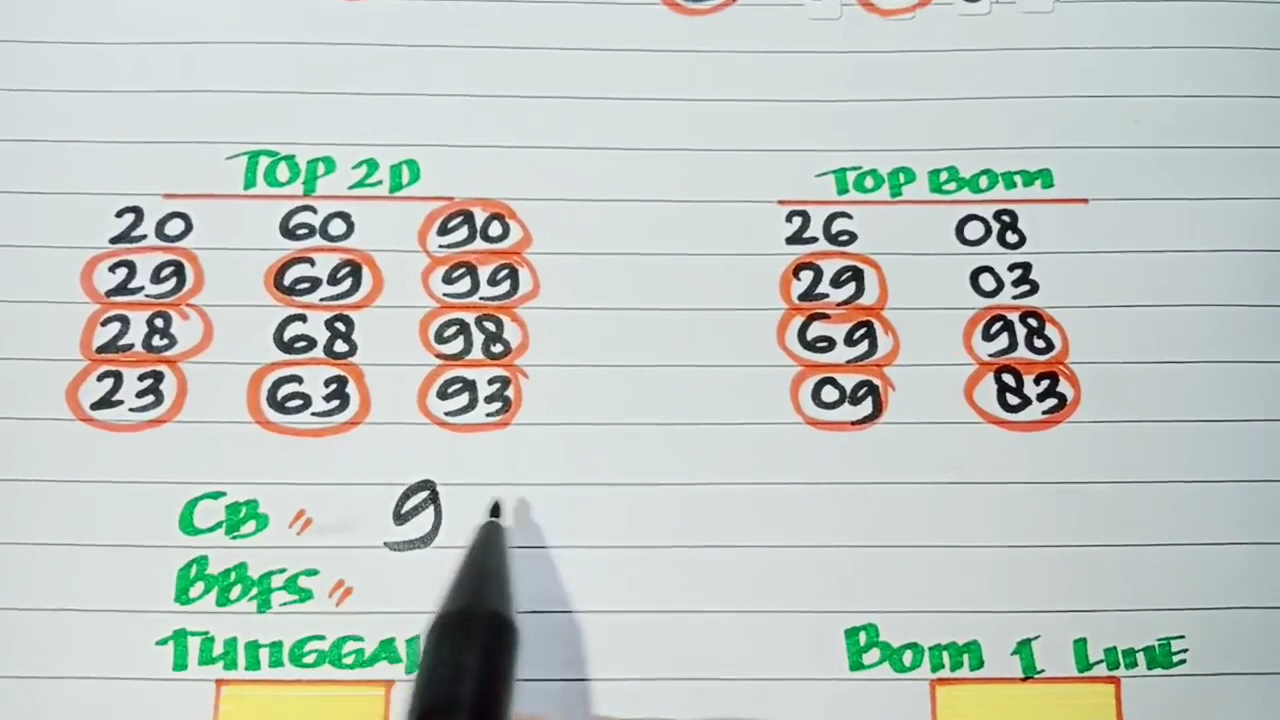 TOP 2D
20 60 90
29 69 99
28 68 98
23 63 93
TOP BOM
26 08
29 03
69 98
09 83
CB " 9
BBFS "
TUNGGAL
BOM I LINE